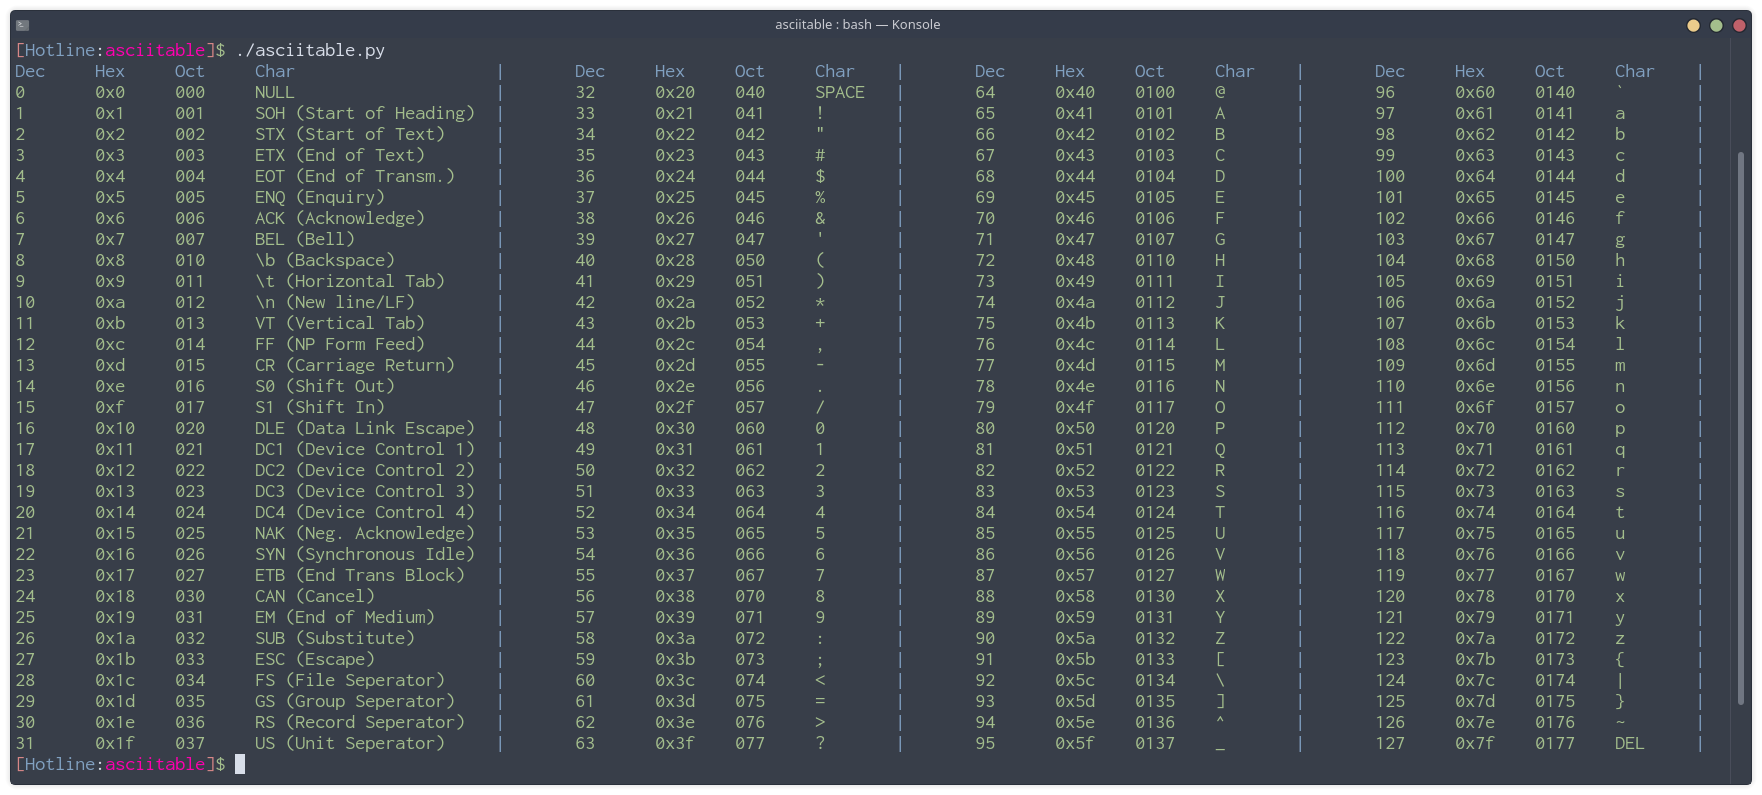 asciitable : bash — Konsole
[Hotline:asciitable]$ ./asciitable.py
Dec Hex Oct Char | Dec Hex Oct Char | Dec Hex Oct Char | Dec Hex Oct Char |
0 0x0 000 NULL | 32 0x20 040 SPACE | 64 0x40 0100 @ | 96 0x60 0140 ` |
1 0x1 001 SOH (Start of Heading) | 33 0x21 041 ! | 65 0x41 0101 A | 97 0x61 0141 a |
2 0x2 002 STX (Start of Text) | 34 0x22 042 " | 66 0x42 0102 B | 98 0x62 0142 b |
3 0x3 003 ETX (End of Text) | 35 0x23 043 # | 67 0x43 0103 C | 99 0x63 0143 c |
4 0x4 004 EOT (End of Transm.) | 36 0x24 044 $ | 68 0x44 0104 D | 100 0x64 0144 d |
5 0x5 005 ENQ (Enquiry) | 37 0x25 045 % | 69 0x45 0105 E | 101 0x65 0145 e |
6 0x6 006 ACK (Acknowledge) | 38 0x26 046 & | 70 0x46 0106 F | 102 0x66 0146 f |
7 0x7 007 BEL (Bell) | 39 0x27 047 ' | 71 0x47 0107 G | 103 0x67 0147 g |
8 0x8 010 \b (Backspace) | 40 0x28 050 ( | 72 0x48 0110 H | 104 0x68 0150 h |
9 0x9 011 \t (Horizontal Tab) | 41 0x29 051 ) | 73 0x49 0111 I | 105 0x69 0151 i |
10 0xa 012 \n (New line/LF) | 42 0x2a 052 * | 74 0x4a 0112 J | 106 0x6a 0152 j |
11 0xb 013 VT (Vertical Tab) | 43 0x2b 053 + | 75 0x4b 0113 K | 107 0x6b 0153 k |
12 0xc 014 FF (NP Form Feed) | 44 0x2c 054 , | 76 0x4c 0114 L | 108 0x6c 0154 l |
13 0xd 015 CR (Carriage Return) | 45 0x2d 055 - | 77 0x4d 0115 M | 109 0x6d 0155 m |
14 0xe 016 S0 (Shift Out) | 46 0x2e 056 . | 78 0x4e 0116 N | 110 0x6e 0156 n |
15 0xf 017 S1 (Shift In) | 47 0x2f 057 / | 79 0x4f 0117 O | 111 0x6f 0157 o |
16 0x10 020 DLE (Data Link Escape) | 48 0x30 060 0 | 80 0x50 0120 P | 112 0x70 0160 p |
17 0x11 021 DC1 (Device Control 1) | 49 0x31 061 1 | 81 0x51 0121 Q | 113 0x71 0161 q |
18 0x12 022 DC2 (Device Control 2) | 50 0x32 062 2 | 82 0x52 0122 R | 114 0x72 0162 r |
19 0x13 023 DC3 (Device Control 3) | 51 0x33 063 3 | 83 0x53 0123 S | 115 0x73 0163 s |
20 0x14 024 DC4 (Device Control 4) | 52 0x34 064 4 | 84 0x54 0124 T | 116 0x74 0164 t |
21 0x15 025 NAK (Neg. Acknowledge) | 53 0x35 065 5 | 85 0x55 0125 U | 117 0x75 0165 u |
22 0x16 026 SYN (Synchronous Idle) | 54 0x36 066 6 | 86 0x56 0126 V | 118 0x76 0166 v |
23 0x17 027 ETB (End Trans Block) | 55 0x37 067 7 | 87 0x57 0127 W | 119 0x77 0167 w |
24 0x18 030 CAN (Cancel) | 56 0x38 070 8 | 88 0x58 0130 X | 120 0x78 0170 x |
25 0x19 031 EM (End of Medium) | 57 0x39 071 9 | 89 0x59 0131 Y | 121 0x79 0171 y |
26 0x1a 032 SUB (Substitute) | 58 0x3a 072 : | 90 0x5a 0132 Z | 122 0x7a 0172 z |
27 0x1b 033 ESC (Escape) | 59 0x3b 073 ; | 91 0x5b 0133 [ | 123 0x7b 0173 { |
28 0x1c 034 FS (File Seperator) | 60 0x3c 074 < | 92 0x5c 0134 \ | 124 0x7c 0174 | |
29 0x1d 035 GS (Group Seperator) | 61 0x3d 075 = | 93 0x5d 0135 ] | 125 0x7d 0175 } |
30 0x1e 036 RS (Record Seperator) | 62 0x3e 076 > | 94 0x5e 0136 ^ | 126 0x7e 0176 ~ |
31 0x1f 037 US (Unit Seperator) | 63 0x3f 077 ? | 95 0x5f 0137 _ | 127 0x7f 0177 DEL |
[Hotline:asciitable]$